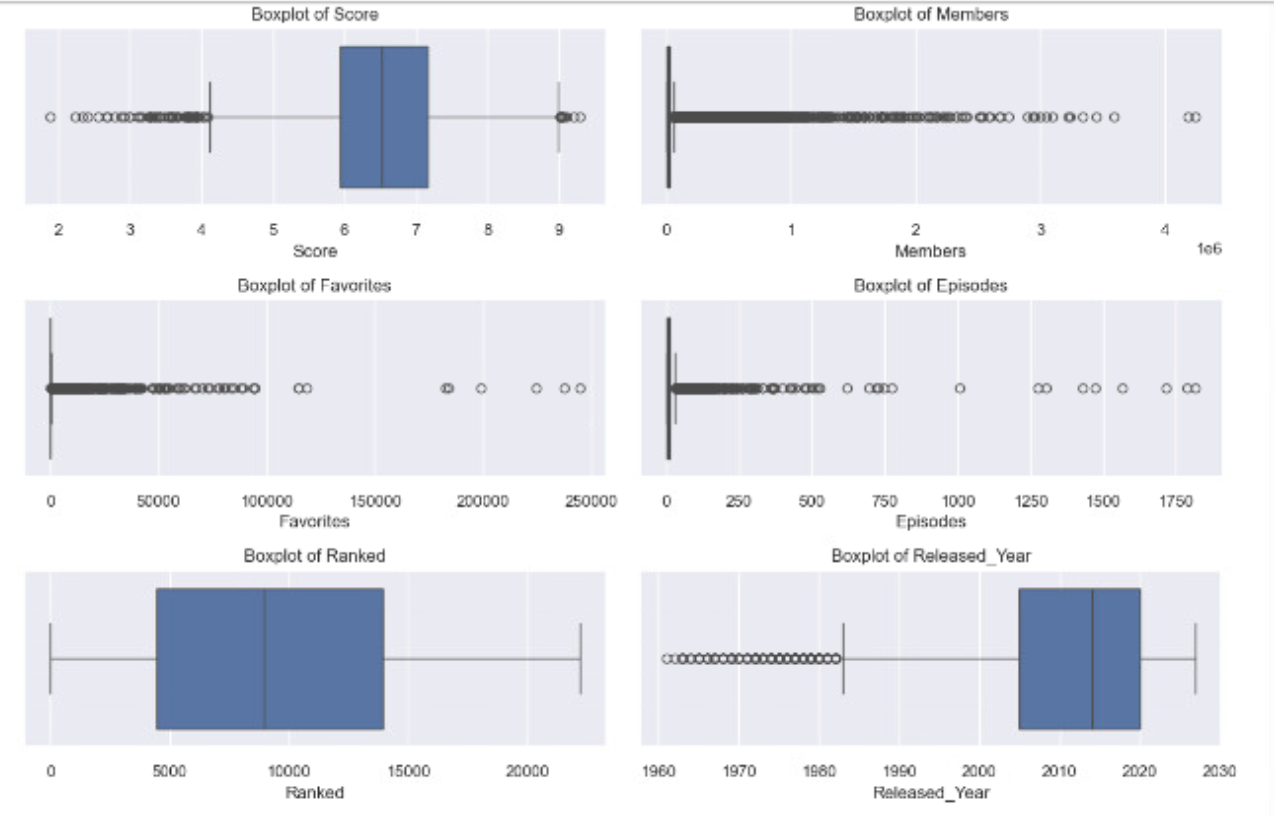 Boxplot of Score
2 3 4 5 6 7 8 9
Score
Boxplot of Members
0 1 2 3 4
1e6
Members
Boxplot of Favorites
0 50000 100000 150000 200000 250000
Favorites
Boxplot of Episodes
0 250 500 750 1000 1250 1500 1750
Episodes
Boxplot of Ranked
0 5000 10000 15000 20000
Ranked
Boxplot of Released_Year
1960 1970 1980 1990 2000 2010 2020 2030
Released_Year